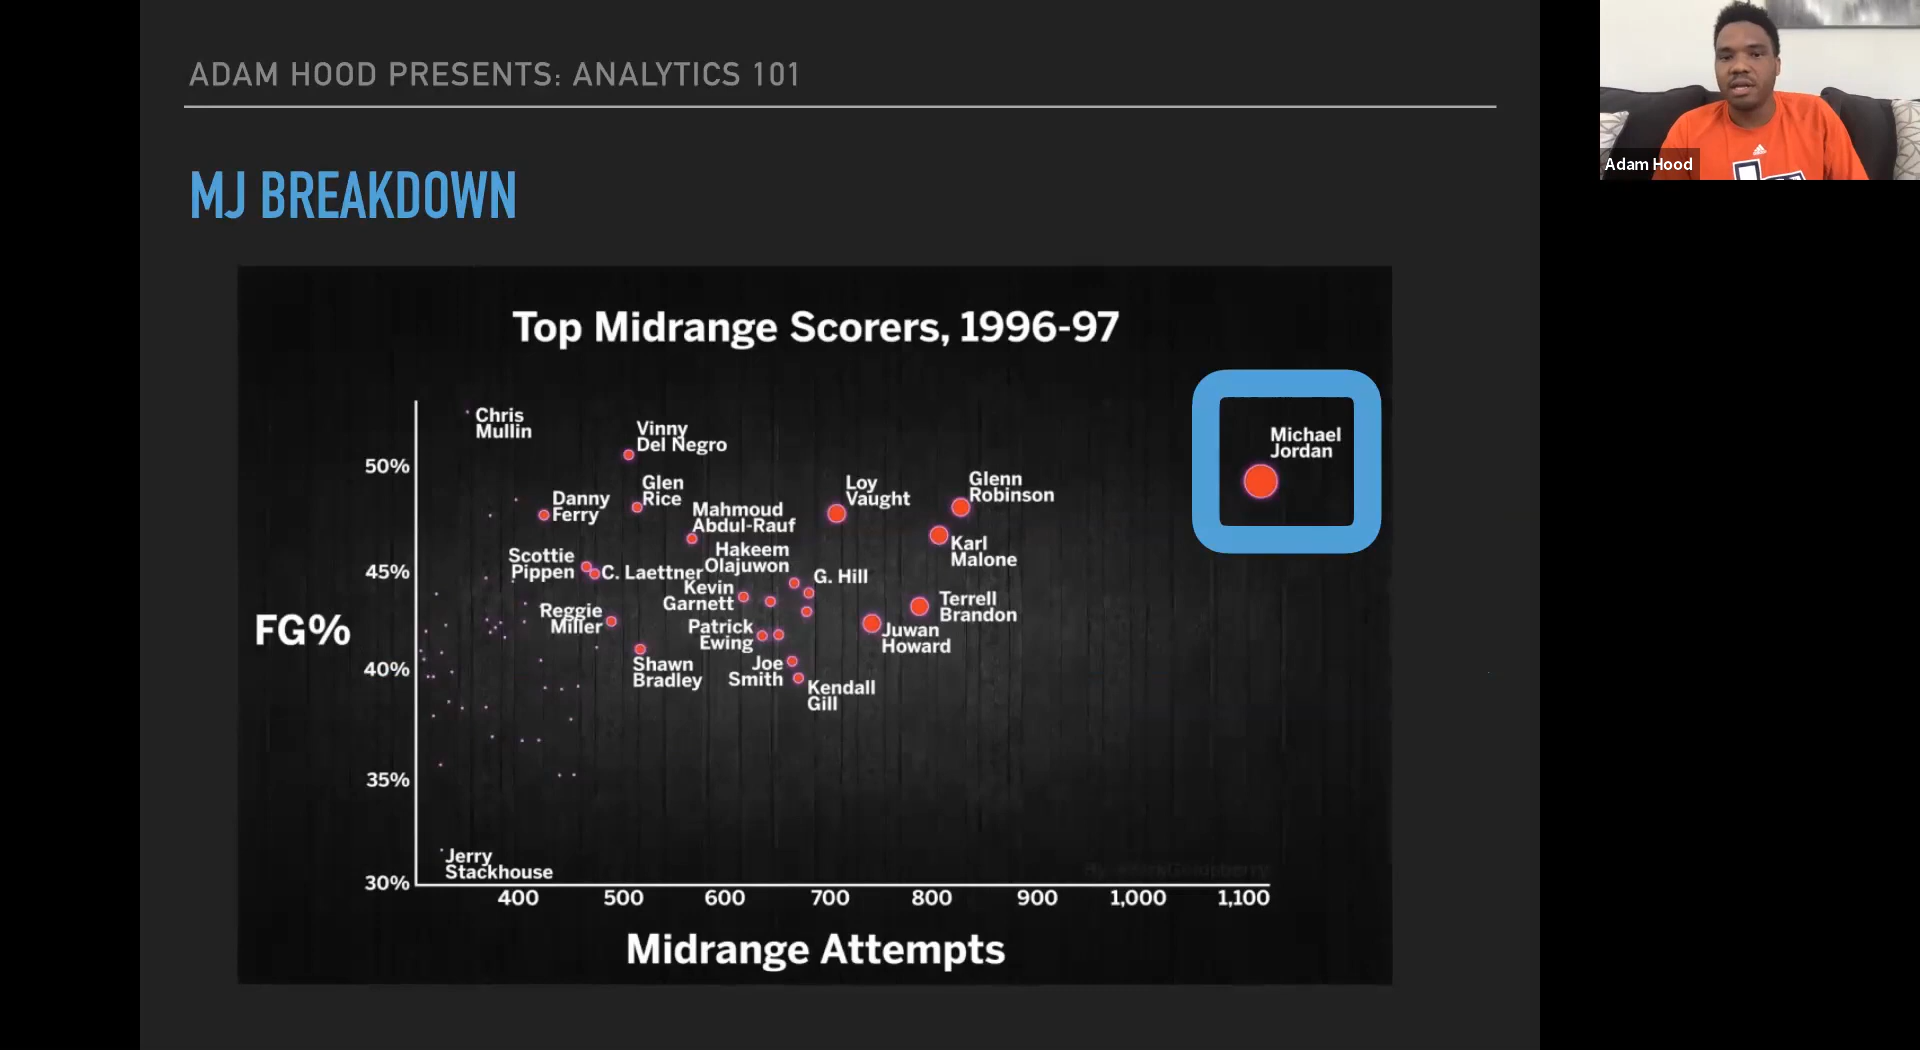 ADAM HOOD PRESENTS: ANALYTICS 101
Adam Hood
MJ BREAKDOWN
Top Midrange Scorers, 1996-97
Chris
Mullin
Vinny
Del Negro
Michael
Jordan
50%
Glen
Rice
Loy
Vaught
Glenn
Robinson
Danny
Ferry
Mahmoud
Abdul-Rauf
Karl
Malone
Scottie
Pippen
C. Laettner
Hakeem
Olajuwon
G. Hill
45%
Kevin
Garnett
Terrell
Brandon
Reggie
Miller
FG%
Patrick
Ewing
Juwan
Howard
40%
Shawn
Bradley
Joe
Smith
Kendall
Gill
35%
Jerry
Stackhouse
30%
400 500 600 700 800 900 1,000 1,100
Midrange Attempts